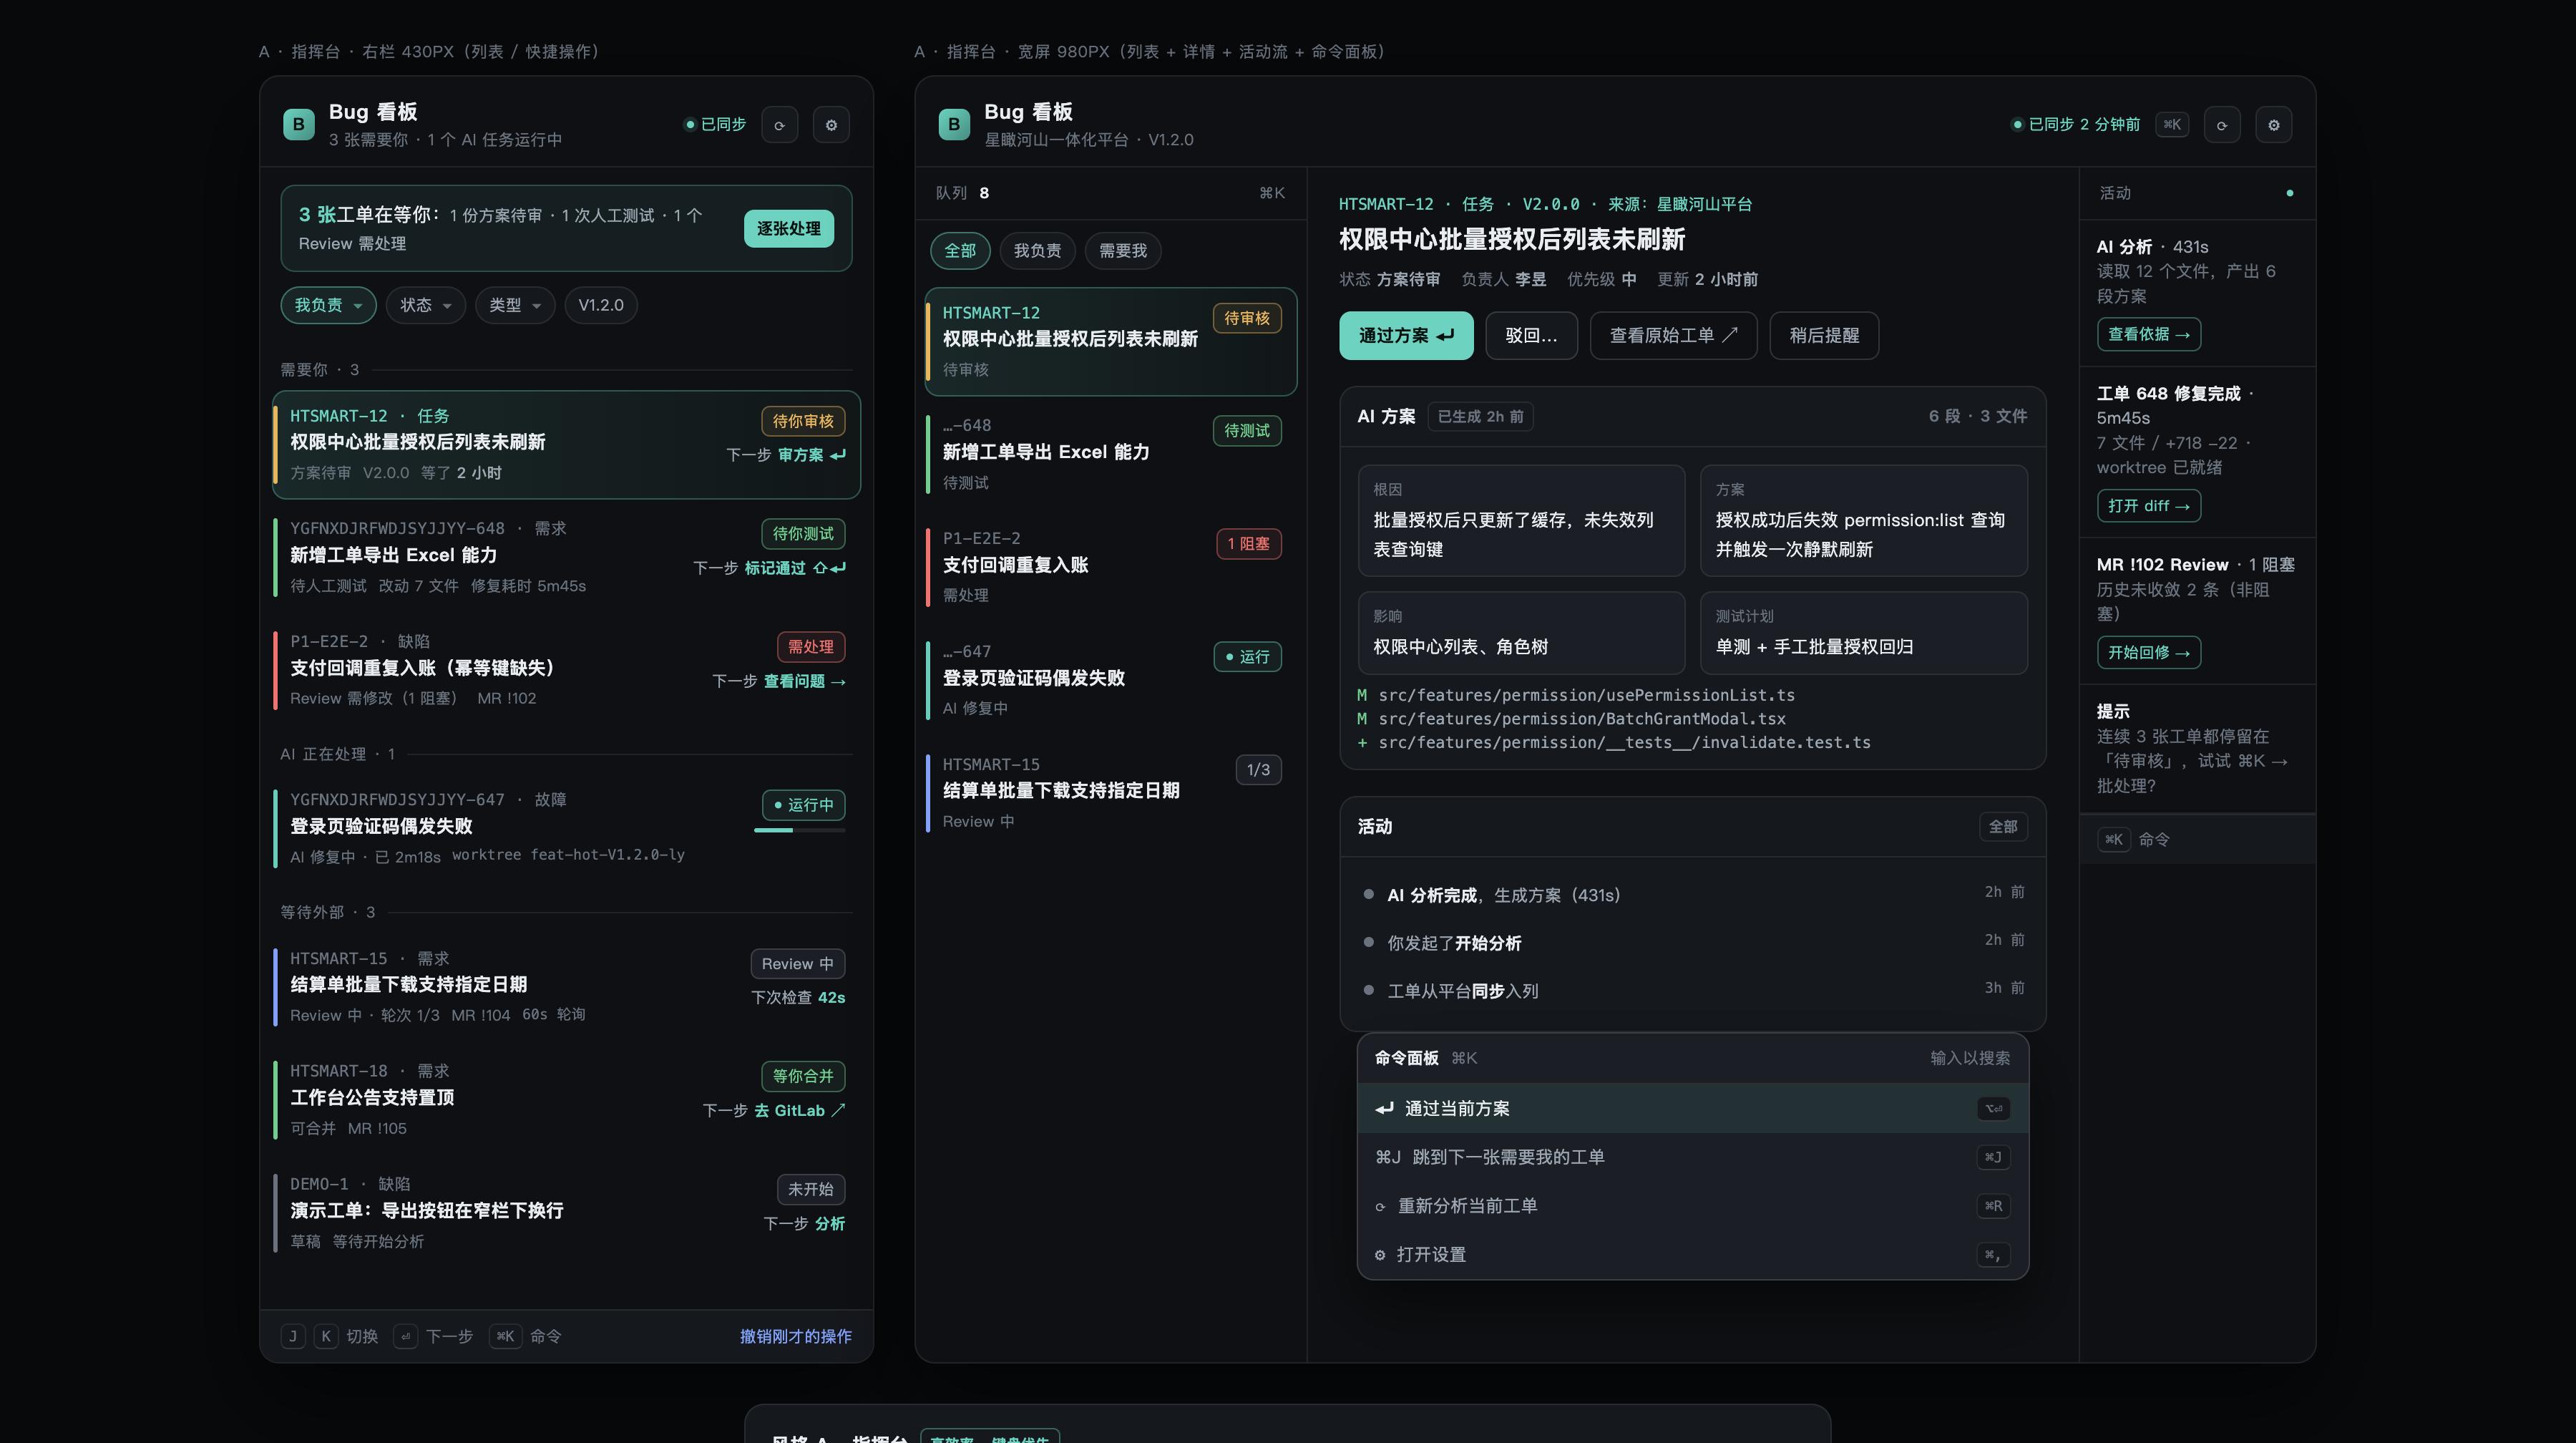 A · 指挥台 · 右栏 430PX（列表 / 快捷操作）
B
Bug 看板
3 张需要你 · 1 个 AI 任务运行中
已同步
3 张工单在等你：1 份方案待审 · 1 次人工测试 · 1 个
Review 需处理
逐张处理
我负责
状态
类型
V1.2.0
需要你 · 3
HTSMART-12 · 任务
待你审核
权限中心批量授权后列表未刷新
下一步 审方案 ↵
方案待审 V2.0.0 等了 2 小时
YGFNXDJRFWDJSYJJYY-648 · 需求
待你测试
新增工单导出 Excel 能力
下一步 标记通过 ⇧↵
待人工测试 改动 7 文件 修复耗时 5m45s
P1-E2E-2 · 缺陷
需处理
支付回调重复入账（幂等键缺失）
下一步 查看问题 →
Review 需修改（1 阻塞） MR !102
AI 正在处理 · 1
YGFNXDJRFWDJSYJJYY-647 · 故障
运行中
登录页验证码偶发失败
AI 修复中 · 已 2m18s worktree feat-hot-V1.2.0-ly
等待外部 · 3
HTSMART-15 · 需求
Review 中
结算单批量下载支持指定日期
下次检查 42s
Review 中 · 轮次 1/3 MR !104 60s 轮询
HTSMART-18 · 需求
等你合并
工作台公告支持置顶
下一步 去 GitLab ↗
可合并 MR !105
DEMO-1 · 缺陷
未开始
演示工单：导出按钮在窄栏下换行
下一步 分析
草稿 等待开始分析
J K 切换 ⏎ 下一步 ⌘K 命令
撤销刚才的操作
A · 指挥台 · 宽屏 980PX（列表 + 详情 + 活动流 + 命令面板）
B
Bug 看板
星瞰河山一体化平台 · V1.2.0
已同步 2 分钟前
⌘K
队列 8
⌘K
全部
我负责
需要我
HTSMART-12
待审核
权限中心批量授权后列表未刷新
待审核
…-648
待测试
新增工单导出 Excel 能力
待测试
P1-E2E-2
1 阻塞
支付回调重复入账
需处理
…-647
运行
登录页验证码偶发失败
AI 修复中
HTSMART-15
1/3
结算单批量下载支持指定日期
Review 中
HTSMART-12 · 任务 · V2.0.0 · 来源：星瞰河山平台
权限中心批量授权后列表未刷新
状态 方案待审 负责人 李昱 优先级 中 更新 2 小时前
通过方案 ↵
驳回…
查看原始工单 ↗
稍后提醒
AI 方案
已生成 2h 前
6 段 · 3 文件
根因
批量授权后只更新了缓存，未失效列
表查询键
方案
授权成功后失效 permission:list 查询
并触发一次静默刷新
影响
权限中心列表、角色树
测试计划
单测 + 手工批量授权回归
M src/features/permission/usePermissionList.ts
M src/features/permission/BatchGrantModal.tsx
+ src/features/permission/__tests__/invalidate.test.ts
活动
全部
AI 分析完成，生成方案（431s）
2h 前
你发起了开始分析
2h 前
工单从平台同步入列
3h 前
命令面板 ⌘K
输入以搜索
↵ 通过当前方案
⌥⏎
⌘J 跳到下一张需要我的工单
⌘J
⟳ 重新分析当前工单
⌘R
⚙ 打开设置
⌘,
活动
AI 分析 · 431s
读取 12 个文件，产出 6
段方案
查看依据 →
工单 648 修复完成 ·
5m45s
7 文件 / +718 −22 ·
worktree 已就绪
打开 diff →
MR !102 Review · 1 阻塞
历史未收敛 2 条（非阻
塞）
开始回修 →
提示
连续 3 张工单都停留在
「待审核」，试试 ⌘K →
批处理?
⌘K 命令